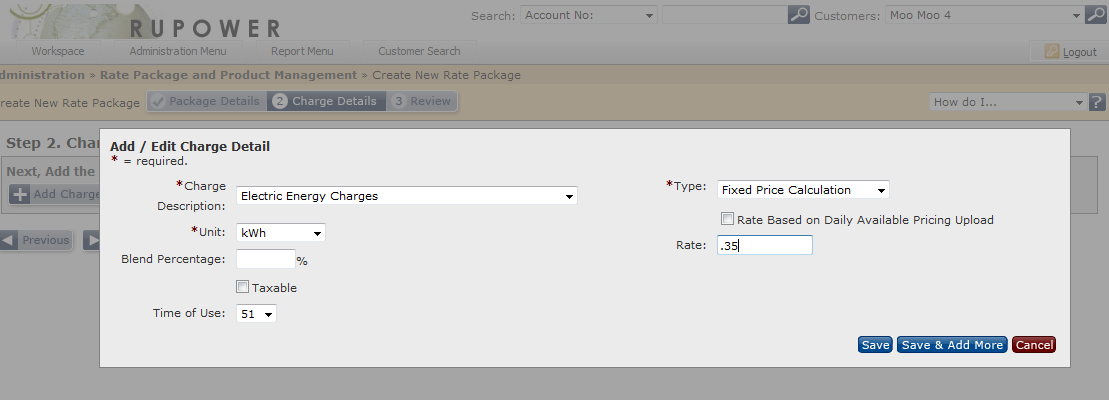 RUPOWER
Search: Account No: Customers: Moo Moo 4
Workspace Administration Menu Report Menu Customer Search Logout
dministration » Rate Package and Product Management » Create New Rate Package
reate New Rate Package Package Details 2 Charge Details 3 Review How do I... ?
Step 2. Char
Next, Add the
Add Charge
Previous
Add / Edit Charge Detail
* = required.
*Charge Description: Electric Energy Charges
*Type: Fixed Price Calculation
Rate Based on Daily Available Pricing Upload
*Unit: kWh
Rate: .35
Blend Percentage: %
Taxable
Time of Use: 51
Save Save & Add More Cancel